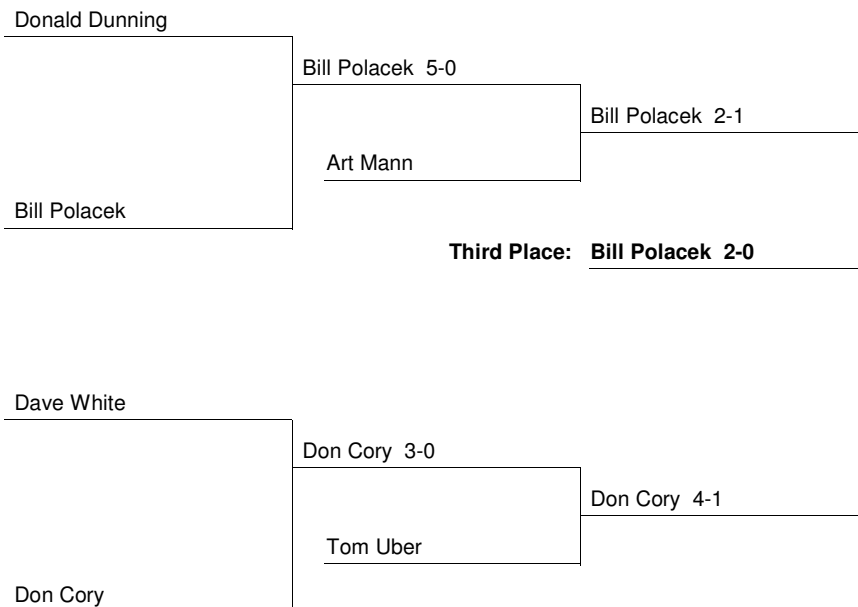 Donald Dunning
Bill Polacek 5-0
Bill Polacek 2-1
Art Mann
Bill Polacek
Third Place: Bill Polacek 2-0
Dave White
Don Cory 3-0
Don Cory 4-1
Tom Uber
Don Cory